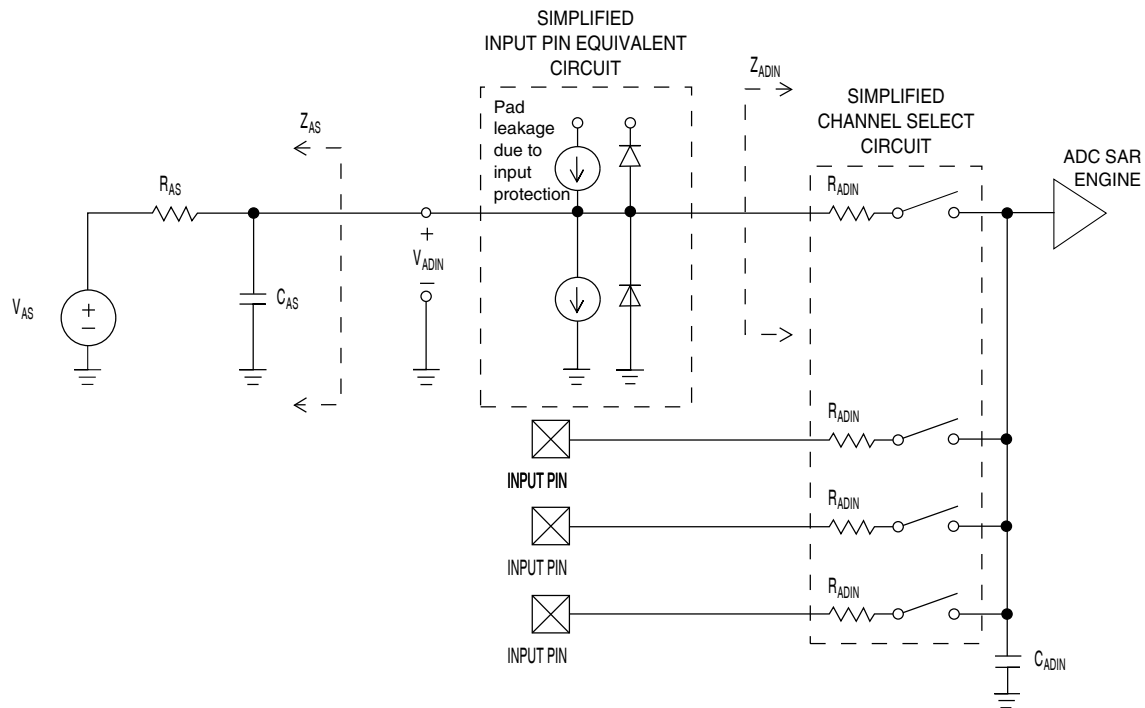 SIMPLIFIED
INPUT PIN EQUIVALENT
CIRCUIT
Z_ADIN
SIMPLIFIED
CHANNEL SELECT
CIRCUIT
ADC SAR
ENGINE
Pad
leakage
due to
input
protection
Z_AS
R_AS
R_ADIN
+
V_ADIN
−
V_AS
+
−
C_AS
R_ADIN
INPUT PIN
R_ADIN
INPUT PIN
R_ADIN
INPUT PIN
C_ADIN